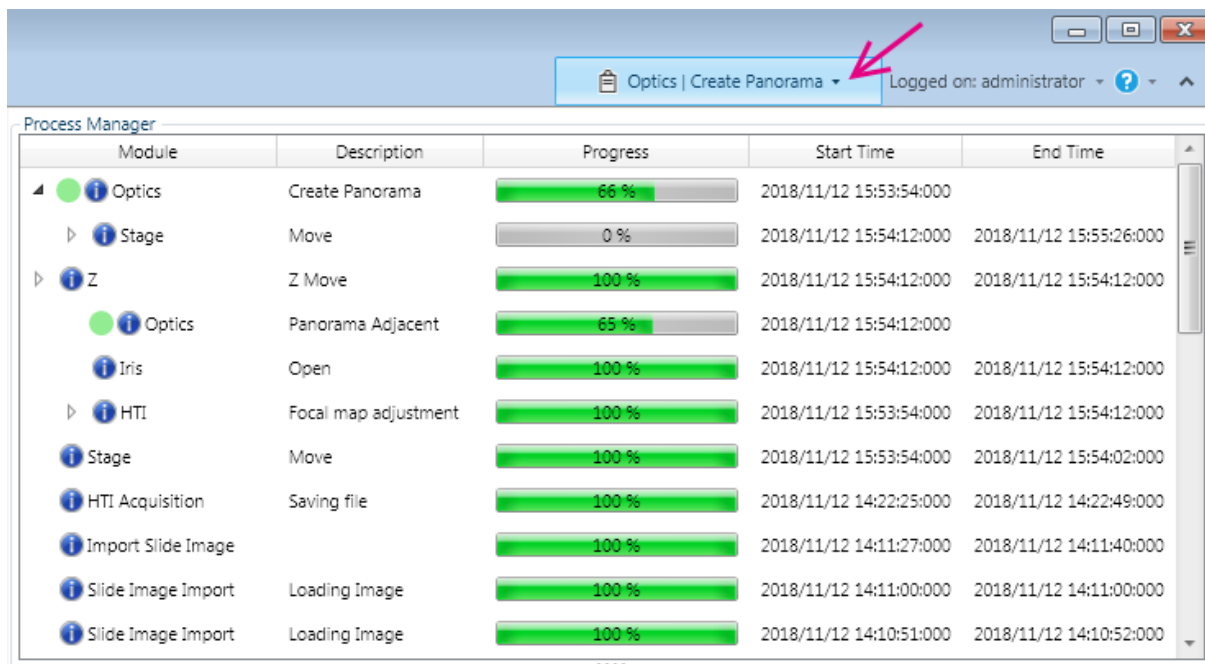 Optics | Create Panorama Logged on: administrator ?
Process Manager
Module Description Progress Start Time End Time
Optics Create Panorama 66 % 2018/11/12 15:53:54:000
Stage Move 0 % 2018/11/12 15:54:12:000 2018/11/12 15:55:26:000
Z Z Move 100 % 2018/11/12 15:54:12:000 2018/11/12 15:54:12:000
Optics Panorama Adjacent 65 % 2018/11/12 15:54:12:000
Iris Open 100 % 2018/11/12 15:54:12:000 2018/11/12 15:54:12:000
HTI Focal map adjustment 100 % 2018/11/12 15:53:54:000 2018/11/12 15:54:12:000
Stage Move 100 % 2018/11/12 15:53:54:000 2018/11/12 15:54:02:000
HTI Acquisition Saving file 100 % 2018/11/12 14:22:25:000 2018/11/12 14:22:49:000
Import Slide Image 100 % 2018/11/12 14:11:27:000 2018/11/12 14:11:40:000
Slide Image Import Loading Image 100 % 2018/11/12 14:11:00:000 2018/11/12 14:11:00:000
Slide Image Import Loading Image 100 % 2018/11/12 14:10:51:000 2018/11/12 14:10:52:000